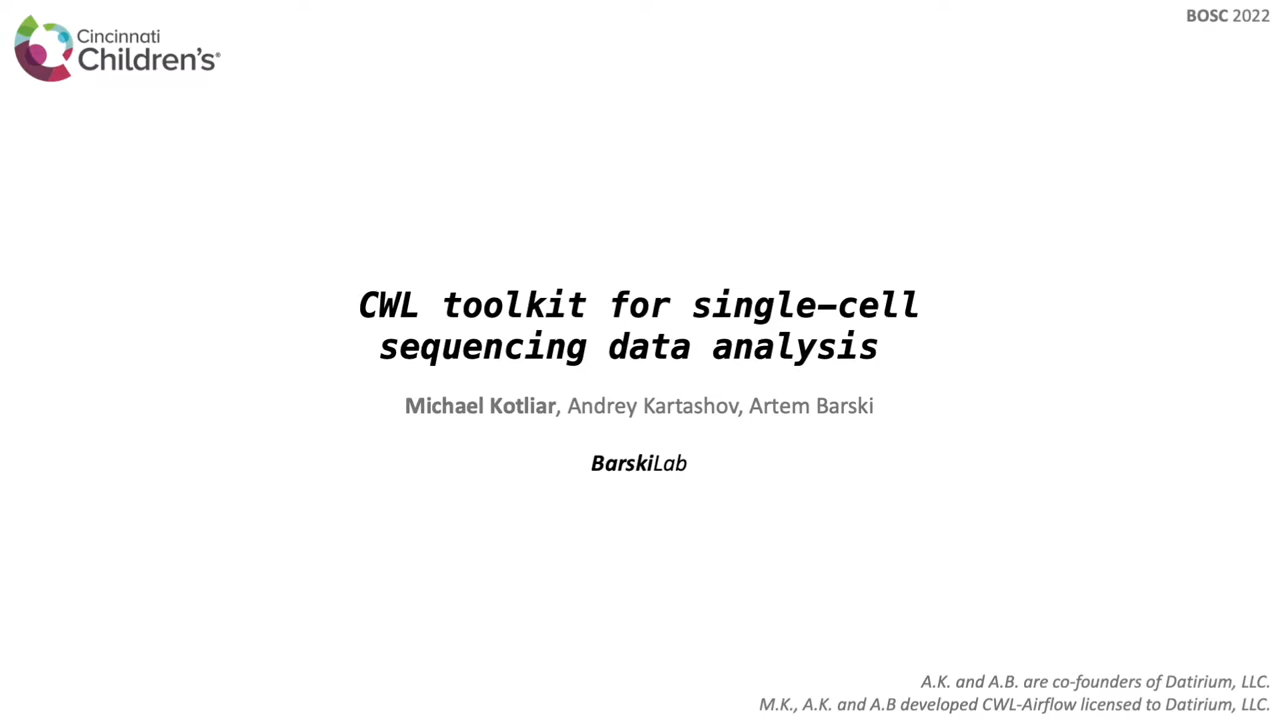 Cincinnati
Children's®
BOSC 2022
CWL toolkit for single-cell
sequencing data analysis
Michael Kotliar, Andrey Kartashov, Artem Barski
BarskiLab
A.K. and A.B. are co-founders of Datirium, LLC.
M.K., A.K. and A.B developed CWL-Airflow licensed to Datirium, LLC.